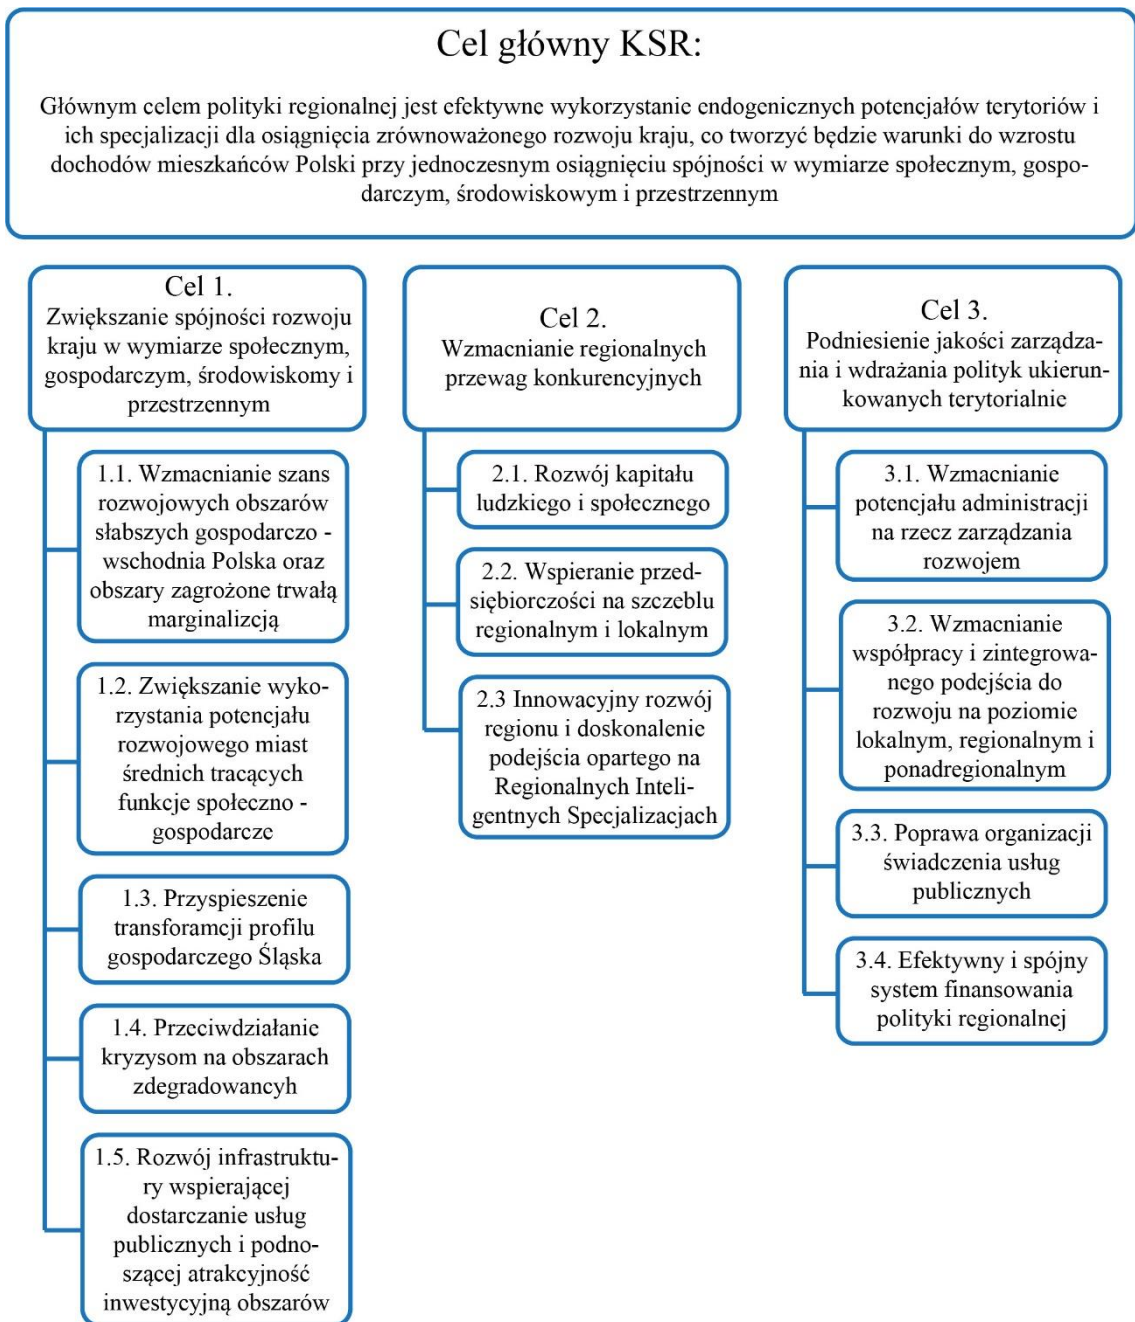 Cel główny KSR:
Głównym celem polityki regionalnej jest efektywne wykorzystanie endogenicznych potencjałów terytoriów i
ich specjalizacji dla osiągnięcia zrównoważonego rozwoju kraju, co tworzyć będzie warunki do wzrostu
dochodów mieszkańców Polski przy jednoczesnym osiągnięciu spójności w wymiarze społecznym, gospo-
darczym, środowiskowym i przestrzennym
Cel 1.
Zwiększanie spójności rozwoju
kraju w wymiarze społecznym,
gospodarczym, środowiskomy i
przestrzennym
1.1. Wzmacnianie szans
rozwojowych obszarów
słabszych gospodarczo -
wschodnia Polska oraz
obszary zagrożone trwałą
marginalizcją
1.2. Zwiększanie wyko-
rzystania potencjału
rozwojowego miast
średnich tracących
funkcje społeczno -
gospodarcze
1.3. Przyspieszenie
transforamcji profilu
gospodarczego Śląska
1.4. Przeciwdziałanie
kryzysom na obszarach
zdegradowancyh
1.5. Rozwój infrastruktu-
ry wspierającej
dostarczanie usług
publicznych i podno-
szącej atrakcyjność
inwestycyjną obszarów
Cel 2.
Wzmacnianie regionalnych
przewag konkurencyjnych
2.1. Rozwój kapitału
ludzkiego i społecznego
2.2. Wspieranie przed-
siębiorczości na szczeblu
regionalnym i lokalnym
2.3 Innowacyjny rozwój
regionu i doskonalenie
podejścia opartego na
Regionalnych Inteli-
gentnych Specjalizacjach
Cel 3.
Podniesienie jakości zarządza-
nia i wdrażania polityk ukierun-
kowanych terytorialnie
3.1. Wzmacnianie
potencjału administracji
na rzecz zarządzania
rozwojem
3.2. Wzmacnianie
współpracy i zintegrowa-
nego podejścia do
rozwoju na poziomie
lokalnym, regionalnym i
ponadregionalnym
3.3. Poprawa organizacji
świadczenia usług
publicznych
3.4. Efektywny i spójny
system finansowania
polityki regionalnej